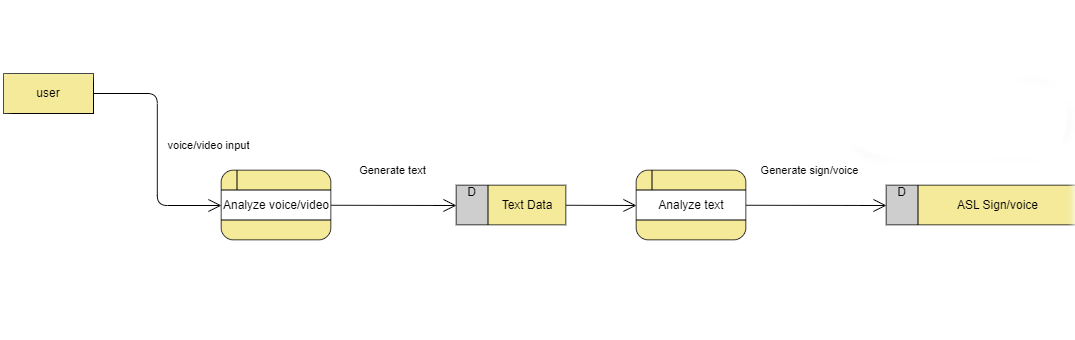 user
voice/video input
Analyze voice/video
Generate text
D
Text Data
Analyze text
Generate sign/voice
D
ASL Sign/voice